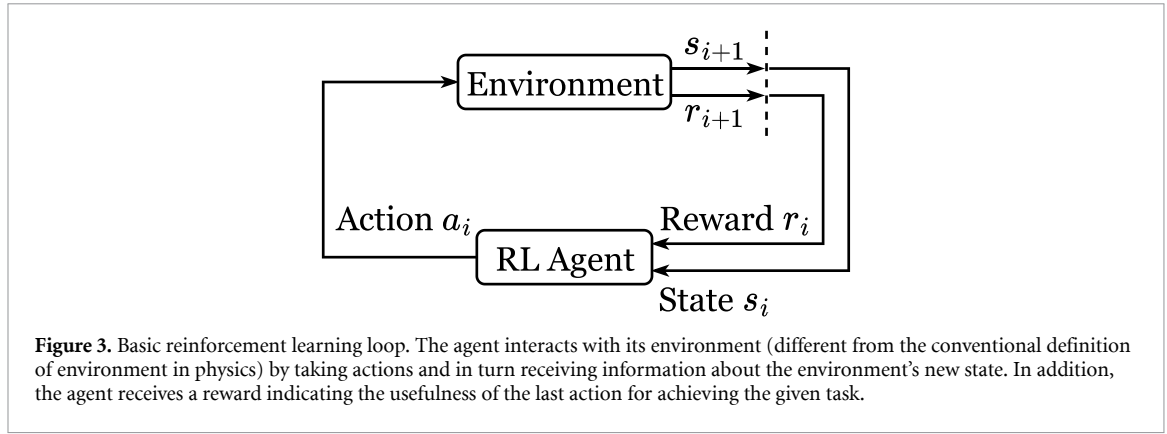 s_{i+1}
Environment
r_{i+1}
Action a_i
Reward r_i
RL Agent
State s_i
Figure 3. Basic reinforcement learning loop. The agent interacts with its environment (different from the conventional definition
of environment in physics) by taking actions and in turn receiving information about the environment’s new state. In addition,
the agent receives a reward indicating the usefulness of the last action for achieving the given task.